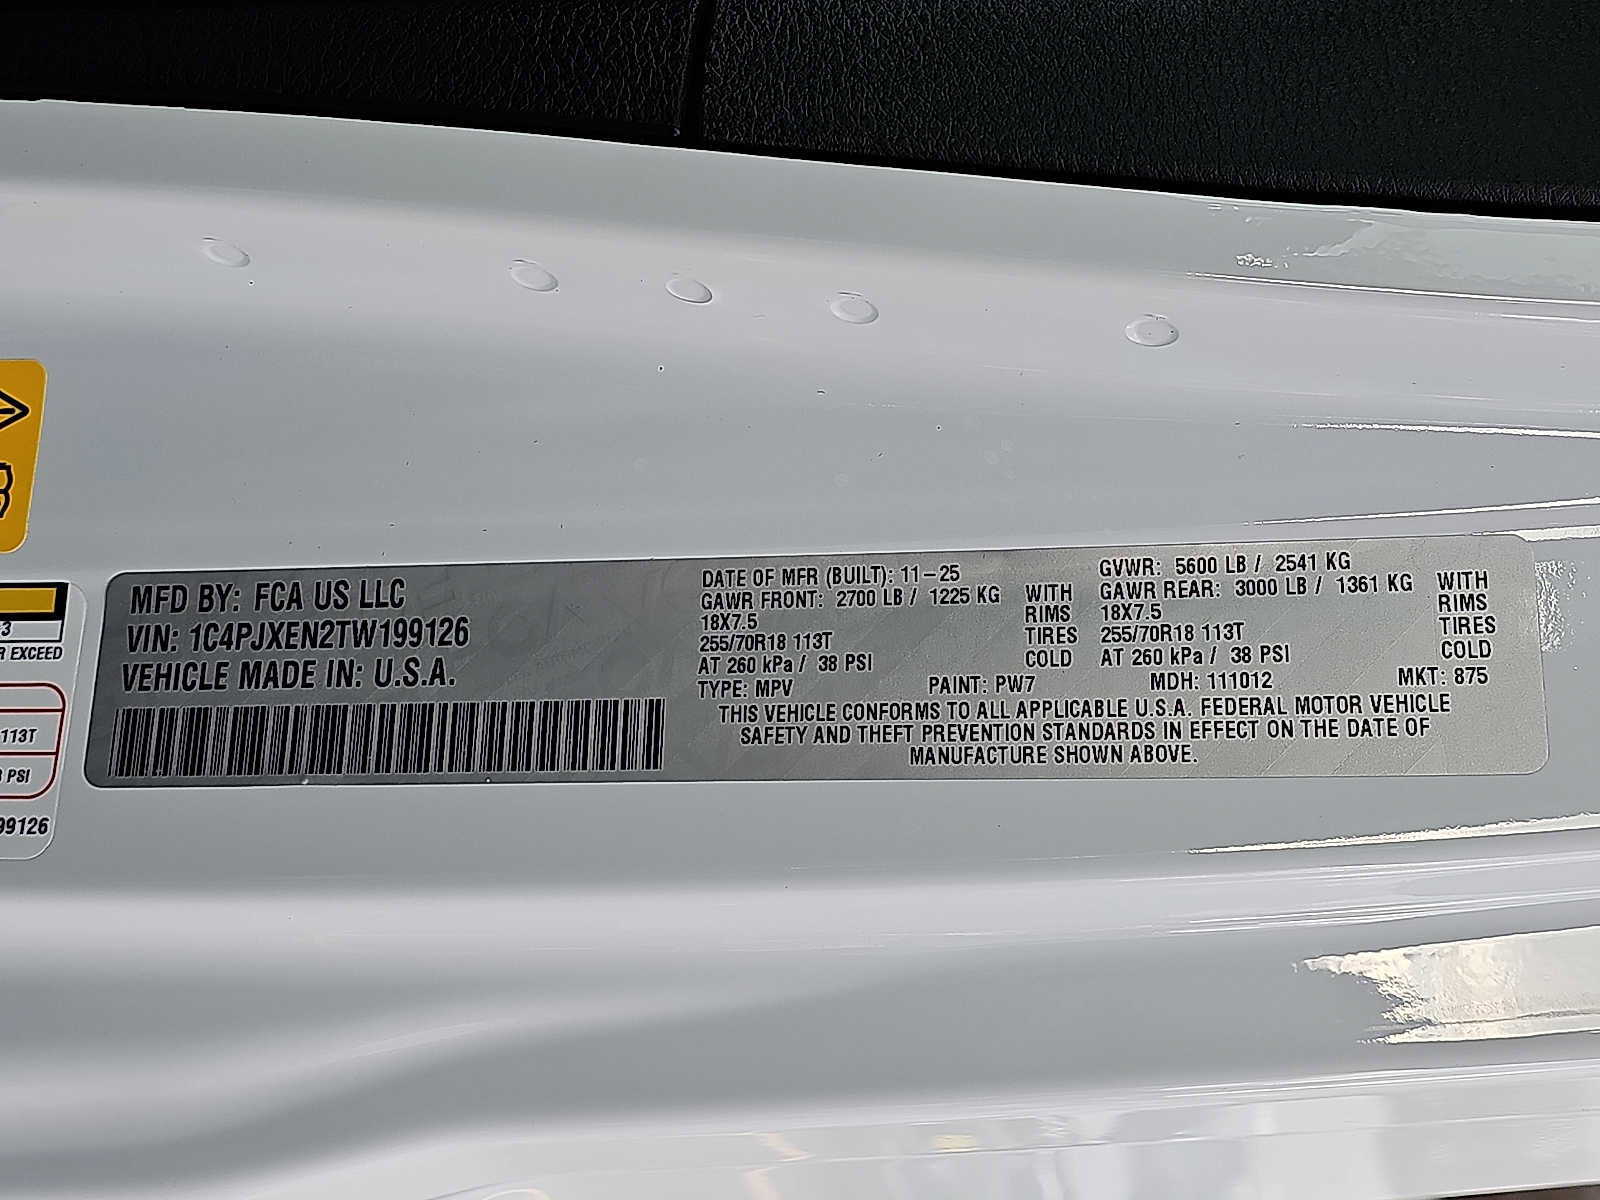 MFD BY: FCA US LLC
VIN: 1C4PJXEN2TW199126
VEHICLE MADE IN: U.S.A.
DATE OF MFR (BUILT): 11-25
GAWR FRONT: 2700 LB / 1225 KG WITH
18X7.5 RIMS
255/70R18 113T TIRES
AT 260 kPa / 38 PSI COLD
GVWR: 5600 LB / 2541 KG
GAWR REAR: 3000 LB / 1361 KG WITH
18X7.5 RIMS
255/70R18 113T TIRES
AT 260 kPa / 38 PSI COLD
TYPE: MPV PAINT: PW7 MDH: 111012 MKT: 875
THIS VEHICLE CONFORMS TO ALL APPLICABLE U.S.A. FEDERAL MOTOR VEHICLE
SAFETY AND THEFT PREVENTION STANDARDS IN EFFECT ON THE DATE OF
MANUFACTURE SHOWN ABOVE.
EXCEED
113T
PSI
99126